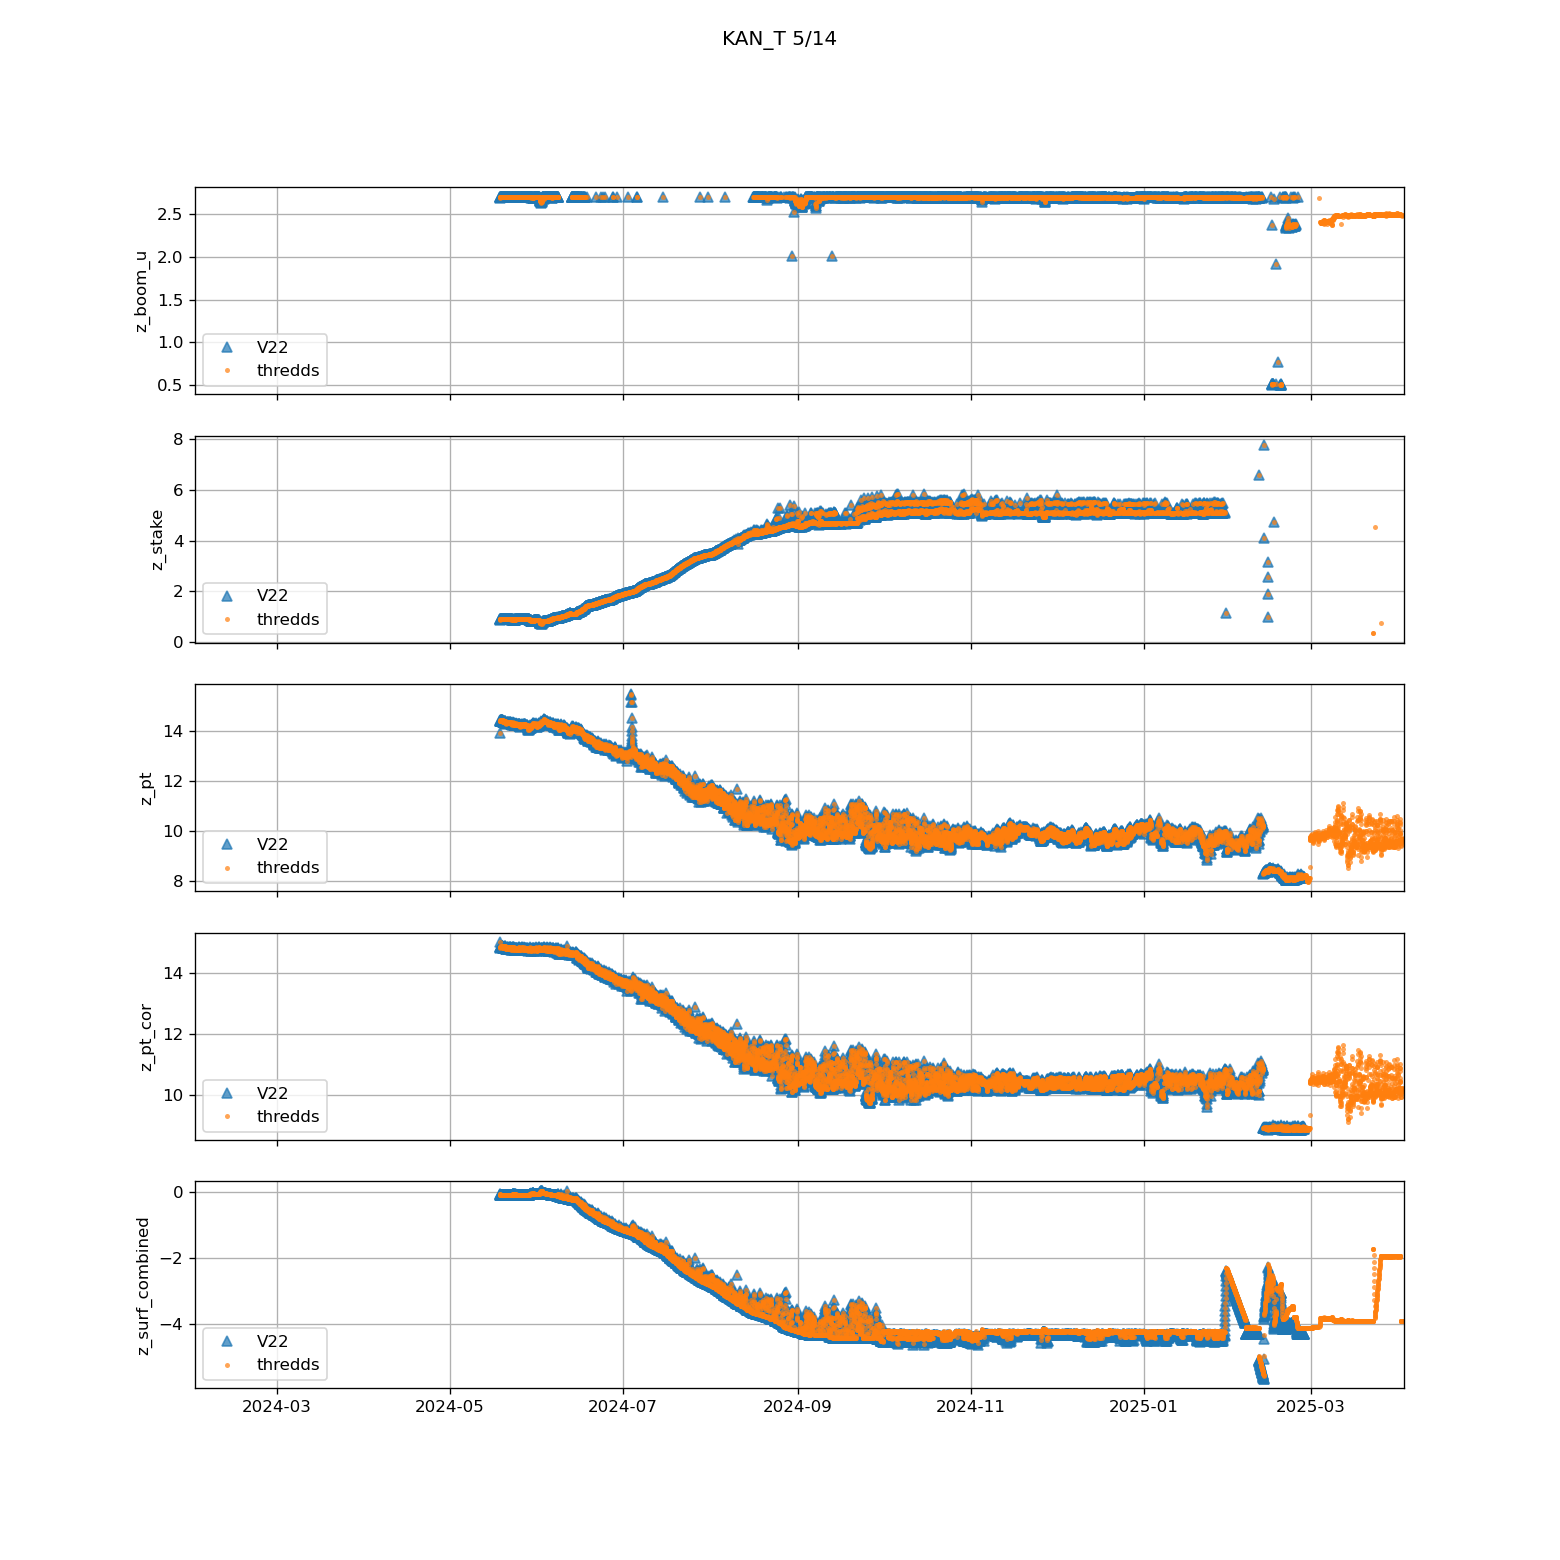 KAN_T 5/14
z_boom_u
2.5
2.0
1.5
1.0
0.5
V22
thredds
z_stake
8
6
4
2
0
V22
thredds
z_pt
14
12
10
8
V22
thredds
z_pt_cor
14
12
10
V22
thredds
z_surf_combined
0
−2
−4
V22
thredds
2024-03 2024-05 2024-07 2024-09 2024-11 2025-01 2025-03